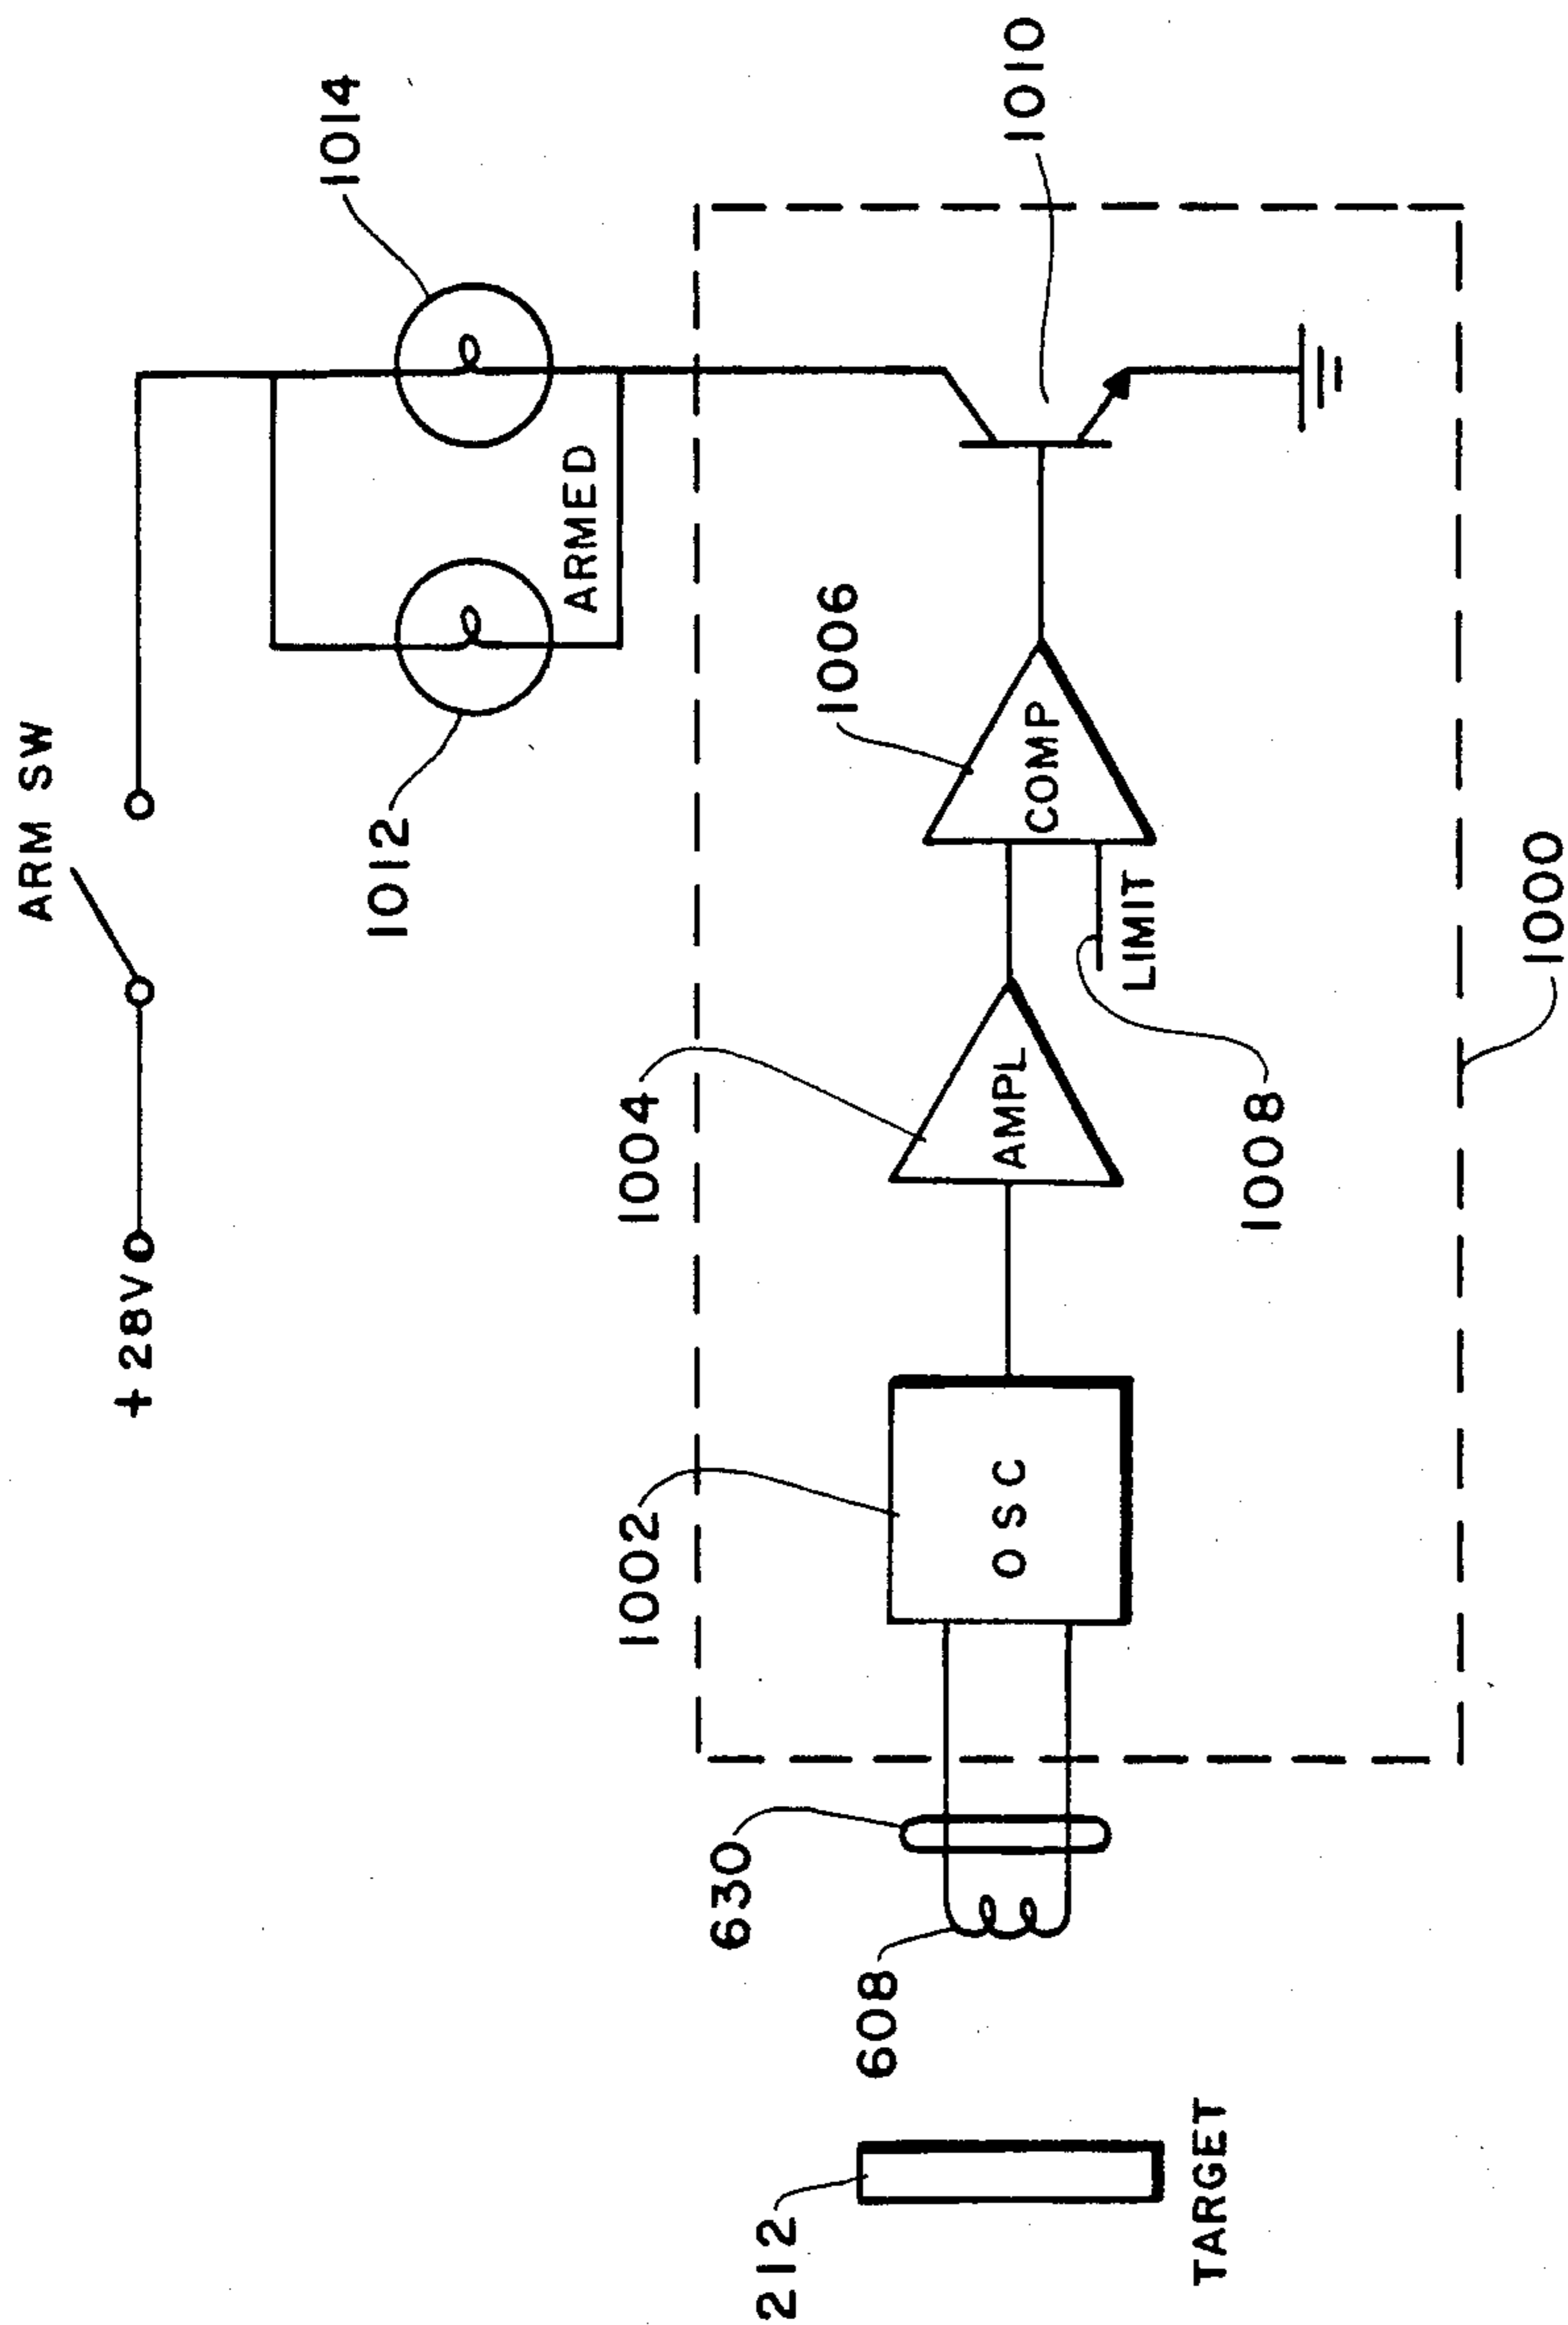 ARM SW
+28V
1012
1014
ARMED
1002
1004
1006
1010
630
608
212
TARGET
OSC
AMPL
COMP
LIMIT
1008
1000